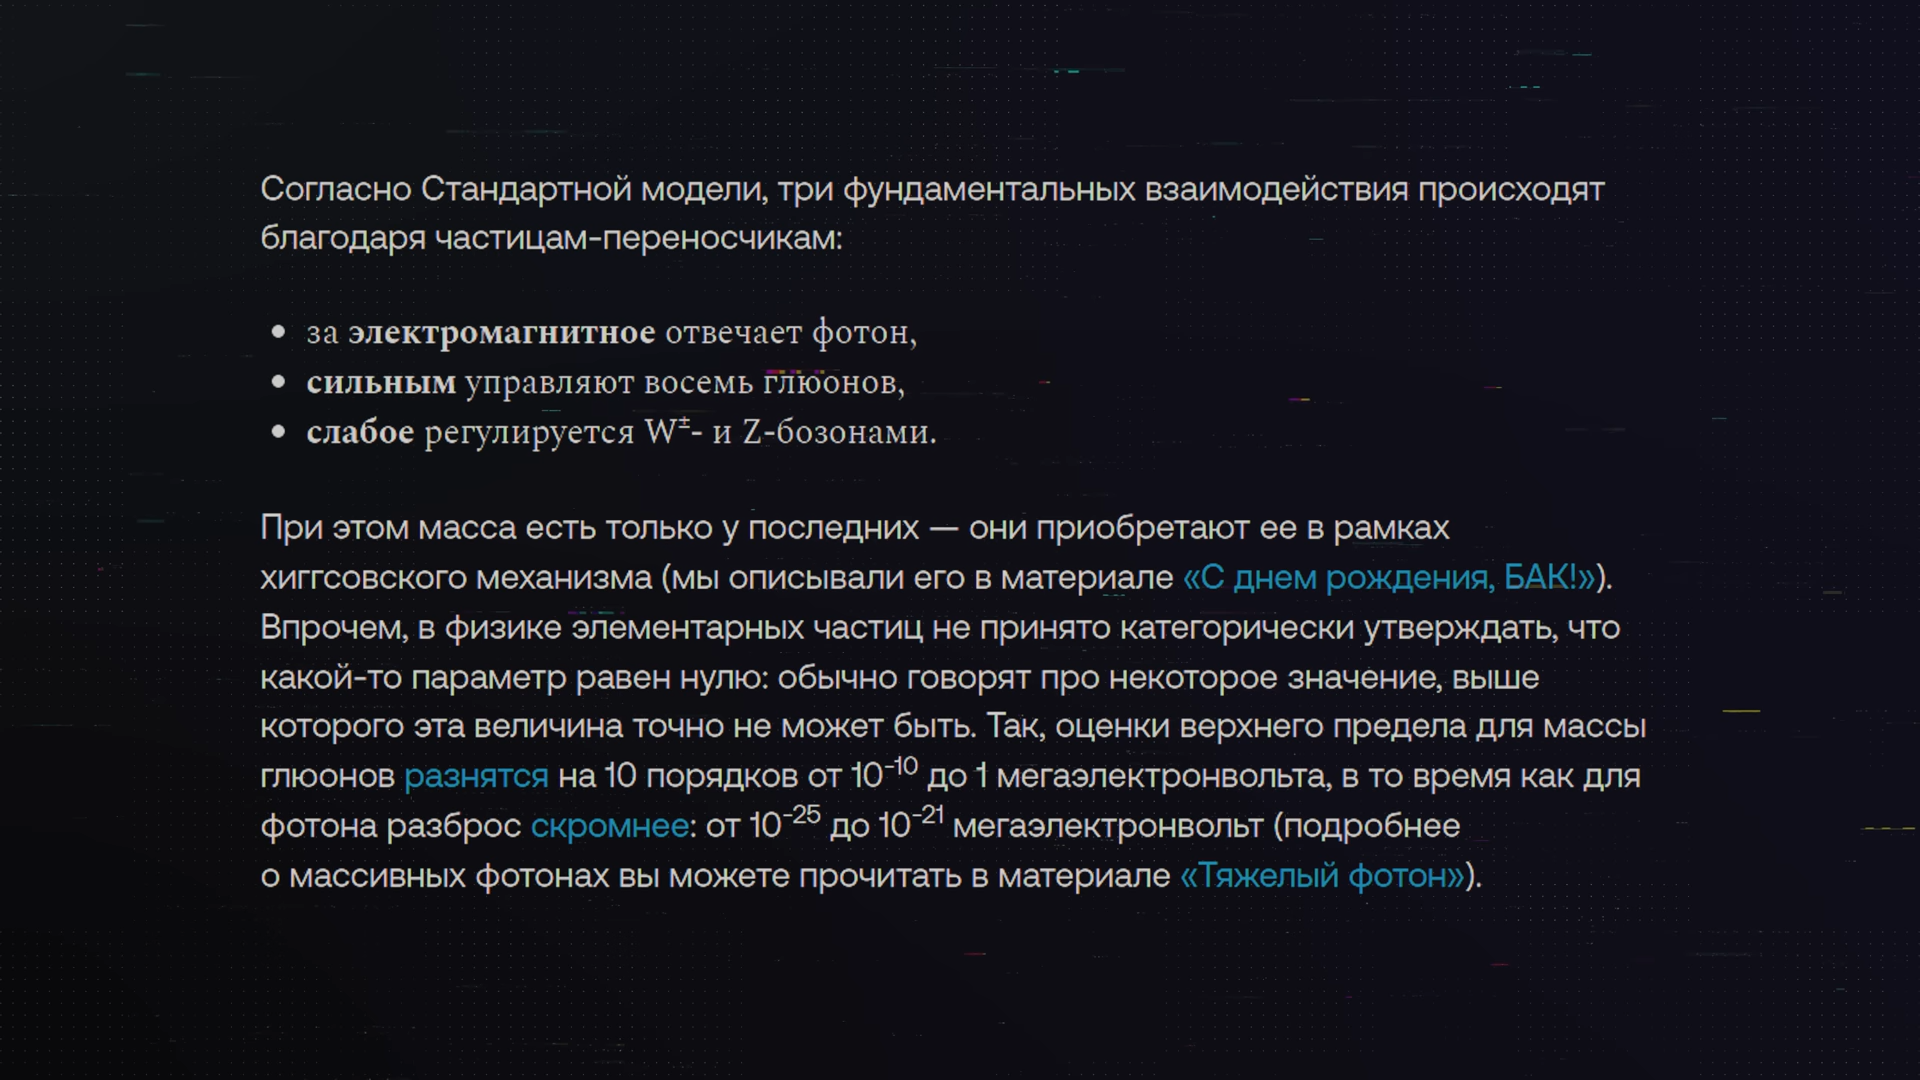 Согласно Стандартной модели, три фундаментальных взаимодействия происходят
благодаря частицам-переносчикам:
• за электромагнитное отвечает фотон,
• сильным управляют восемь глюонов,
• слабое регулируется W±- и Z-бозонами.
При этом масса есть только у последних — они приобретают ее в рамках
хиггсовского механизма (мы описывали его в материале «С днем рождения, БАК!»).
Впрочем, в физике элементарных частиц не принято категорически утверждать, что
какой-то параметр равен нулю: обычно говорят про некоторое значение, выше
которого эта величина точно не может быть. Так, оценки верхнего предела для массы
глюонов разнятся на 10 порядков от 10⁻¹⁰ до 1 мегаэлектронвольта, в то время как для
фотона разброс скромнее: от 10⁻²⁵ до 10⁻²¹ мегаэлектронвольт (подробнее
о массивных фотонах вы можете прочитать в материале «Тяжелый фотон»).